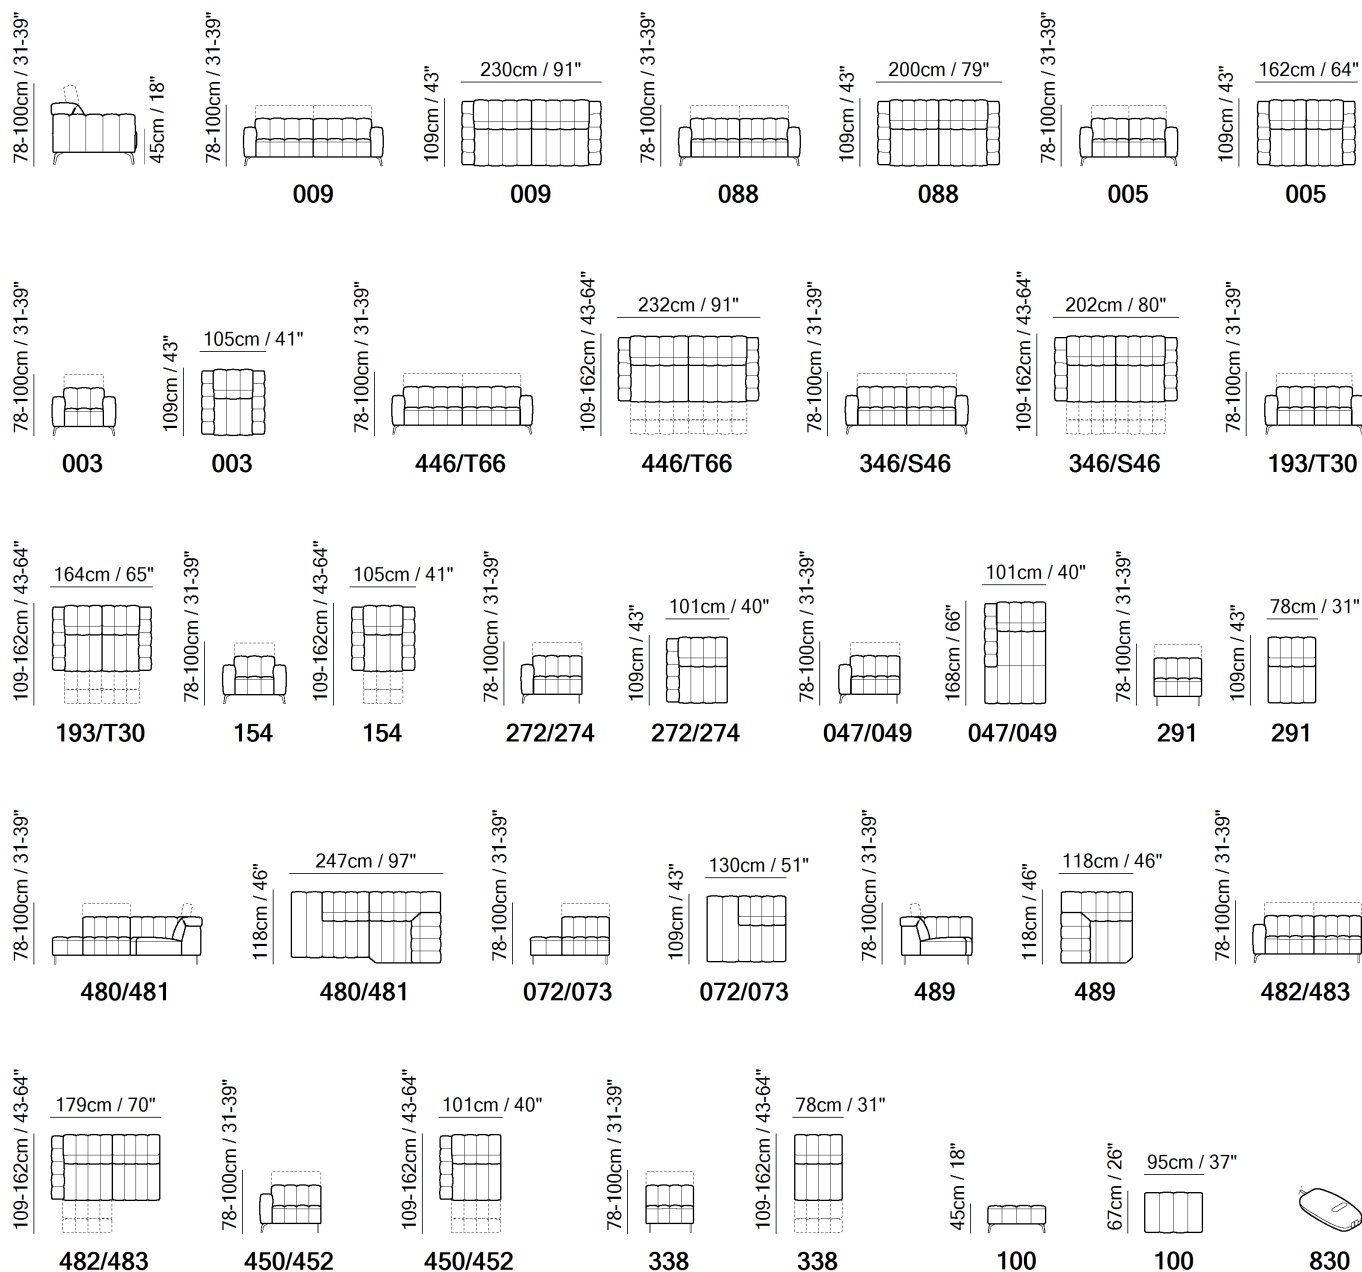 78-100cm / 31-39"
45cm / 18"
78-100cm / 31-39"
009
109cm / 43"
230cm / 91"
009
78-100cm / 31-39"
088
109cm / 43"
200cm / 79"
088
78-100cm / 31-39"
005
109cm / 43"
162cm / 64"
005
78-100cm / 31-39"
003
109cm / 43"
105cm / 41"
003
78-100cm / 31-39"
446/T66
109-162cm / 43-64"
232cm / 91"
446/T66
78-100cm / 31-39"
346/S46
109-162cm / 43-64"
202cm / 80"
346/S46
78-100cm / 31-39"
193/T30
109-162cm / 43-64"
164cm / 65"
193/T30
78-100cm / 31-39"
154
109-162cm / 43-64"
105cm / 41"
154
78-100cm / 31-39"
272/274
109cm / 43"
101cm / 40"
272/274
78-100cm / 31-39"
047/049
168cm / 66"
101cm / 40"
047/049
78-100cm / 31-39"
291
109cm / 43"
78cm / 31"
291
78-100cm / 31-39"
480/481
118cm / 46"
247cm / 97"
480/481
78-100cm / 31-39"
072/073
109cm / 43"
130cm / 51"
072/073
78-100cm / 31-39"
489
118cm / 46"
118cm / 46"
489
78-100cm / 31-39"
482/483
109-162cm / 43-64"
179cm / 70"
482/483
78-100cm / 31-39"
450/452
109-162cm / 43-64"
101cm / 40"
450/452
78-100cm / 31-39"
338
109-162cm / 43-64"
78cm / 31"
338
45cm / 18"
100
67cm / 26"
95cm / 37"
100
830